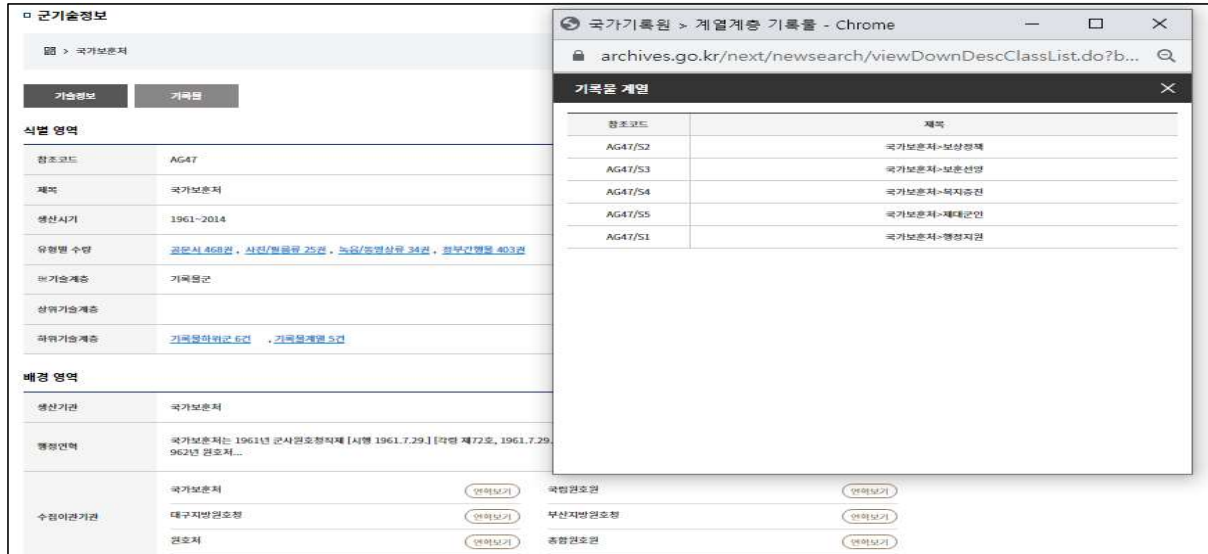 군기술정보
> 국가보훈처
기술정보 기록물
식별 영역
참조코드 AG47
제목 국가보훈처
생산시기 1961~2014
유형별 수량 공문서 468권 , 사진/필름류 25권 , 녹음/동영상류 34권 , 정부간행물 403권
현기술계층 기록물군
상위기술계층
하위기술계층 기록물하위군 6건 , 기록물계열 5건
배경 영역
생산기관 국가보훈처
행정연혁 국가보훈처는 1961년 군사원호청직제 [시행 1961.7.29.] [각령 제72호, 1961.7.29.
962년 원호처...
수집이관기관
국가보훈처 연혁보기 국립원호원 연혁보기
대구지방원호청 연혁보기 부산지방원호청 연혁보기
원호처 연혁보기 종합원호원 연혁보기
국가기록원 > 계열계층 기록물 - Chrome
archives.go.kr/next/newsearch/viewDownDescClassList.do?b...
기록물 계열
참조코드 제목
AG47/S2 국가보훈처>보상정책
AG47/S3 국가보훈처>보훈선양
AG47/S4 국가보훈처>복지증진
AG47/S5 국가보훈처>제대군인
AG47/S1 국가보훈처>행정지원